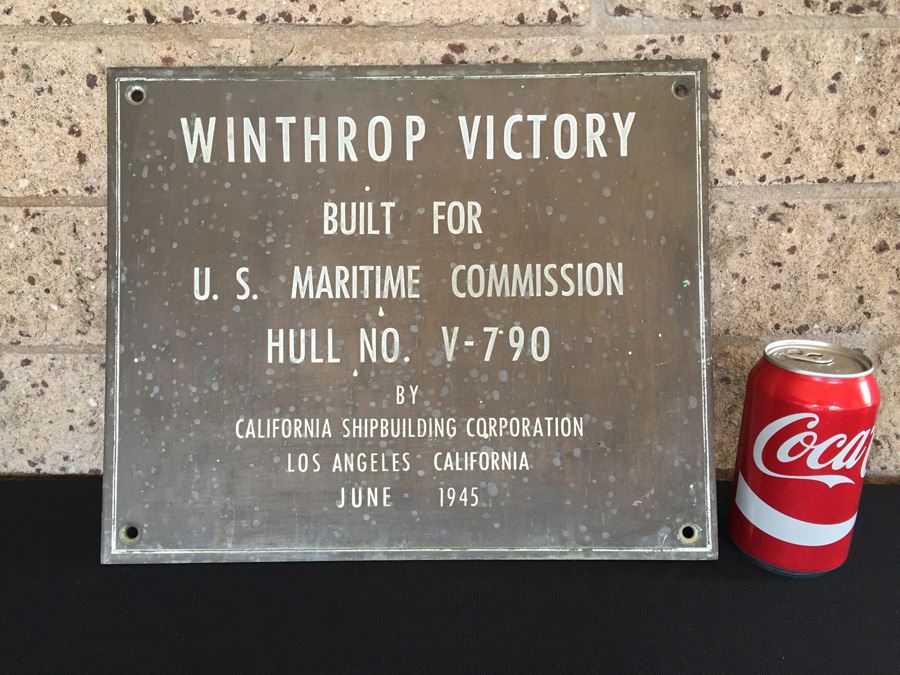 WINTHROP VICTORY
BUILT FOR
U. S. MARITIME COMMISSION
HULL NO. V-790
BY
CALIFORNIA SHIPBUILDING CORPORATION
LOS ANGELES CALIFORNIA
JUNE 1945
Coca